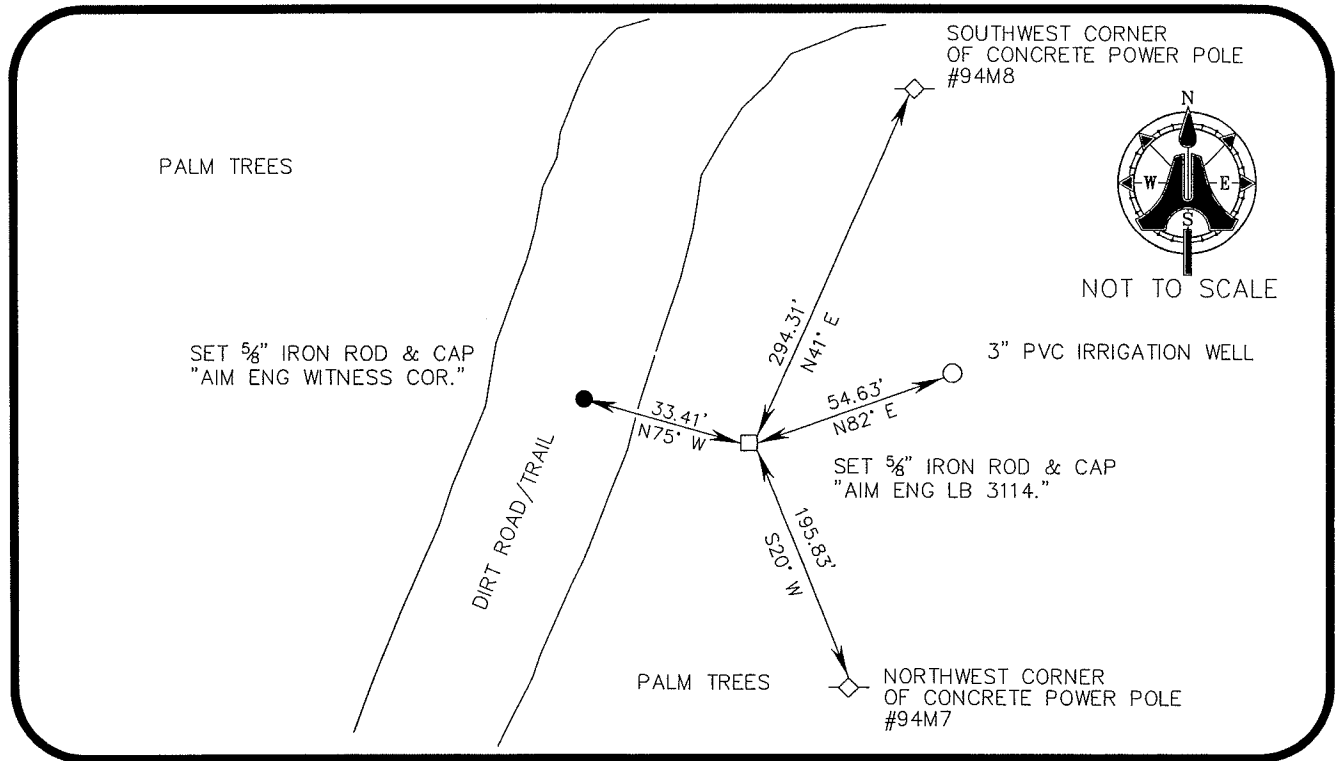 SOUTHWEST CORNER
OF CONCRETE POWER POLE
#94M8
N
W E
S
NOT TO SCALE
PALM TREES
294.31'
N41° E
SET 5/8" IRON ROD & CAP
"AIM ENG WITNESS COR."
3" PVC IRRIGATION WELL
33.41'
N75° W
54.63'
N82° E
SET 5/8" IRON ROD & CAP
"AIM ENG LB 3114."
DIRT ROAD/TRAIL
195.83'
S20° W
PALM TREES
NORTHWEST CORNER
OF CONCRETE POWER POLE
#94M7